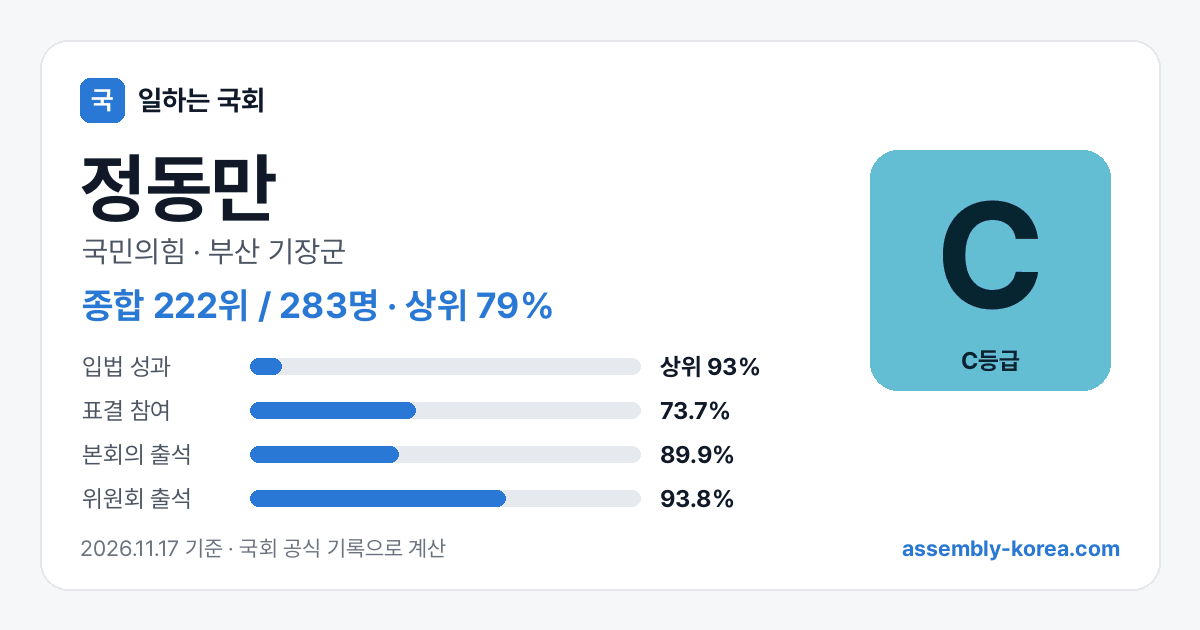 국 일하는 국회
정동만
국민의힘 · 부산 기장군
종합 222위 / 283명 · 상위 79%
C
C등급
입법 성과 상위 93%
표결 참여 73.7%
본회의 출석 89.9%
위원회 출석 93.8%
2026.11.17 기준 · 국회 공식 기록으로 계산
assembly-korea.com